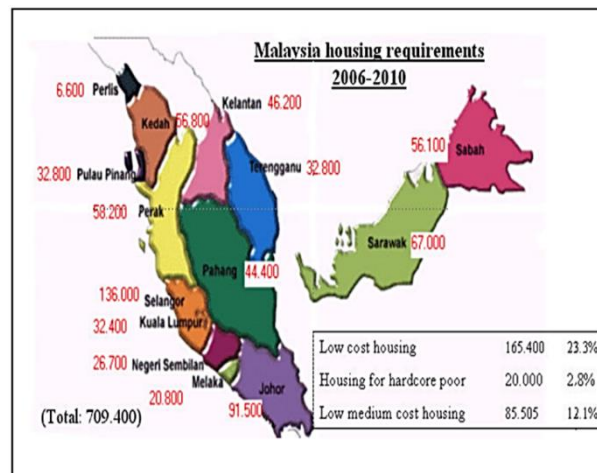 Malaysia housing requirements
2006-2010
6.600
Perlis
Kelantan
46.200
Kedah
56.800
32.800
Pulau Pinang
Terengganu
32.800
58.200
Perak
56.100
Sabah
Sarawak
67.000
Pahang
44.400
136.000
Selangor
32.400
Kuala Lumpur
26.700
Negeri Sembilan
Melaka
20.800
Johor
91.500
(Total: 709.400)
Low cost housing 165.400 23.3%
Housing for hardcore poor 20.000 2.8%
Low medium cost housing 85.505 12.1%